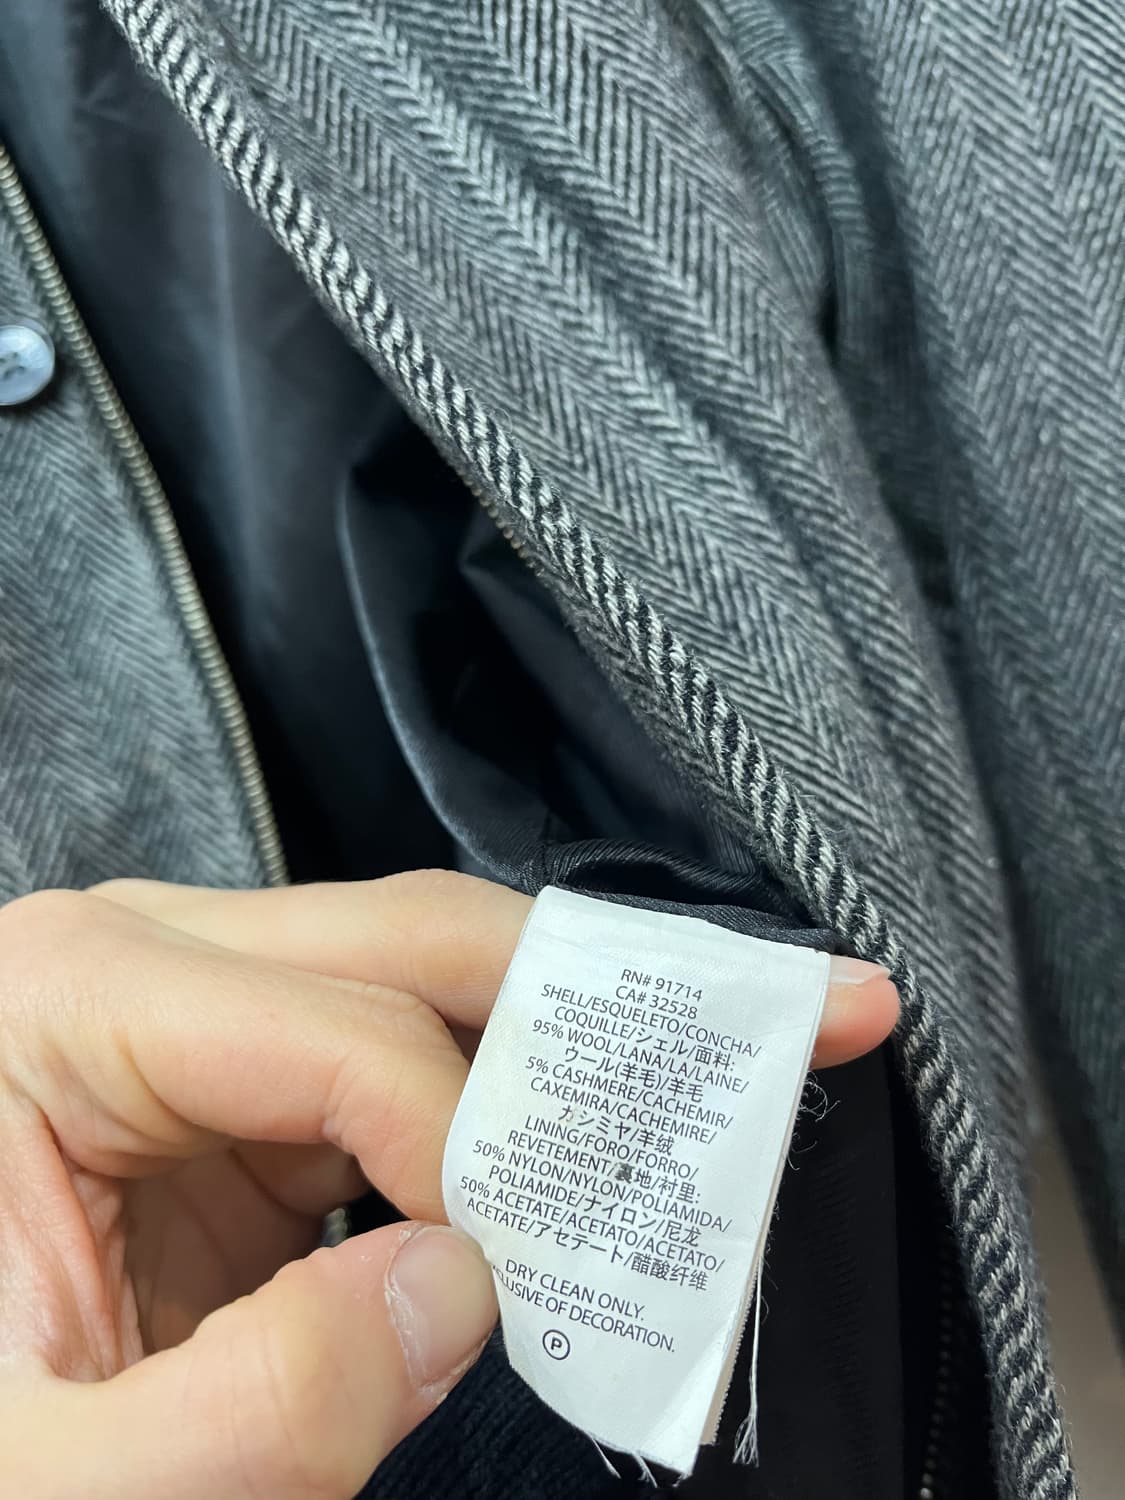 RN# 91714
CA# 32528
SHELL/ESQUELETO/CONCHA/
COQUILLE/シェル/面料:
95% WOOL/LANA/LA/LAINE/
ウール(羊毛)/羊毛
5% CASHMERE/CACHEMIR/
CAXEMIRA/CACHEMIRE/
カシミヤ/羊绒
LINING/FORO/FORRO/
REVETEMENT/裏地/衬里:
50% NYLON/NYLON/POLIAMIDA/
POLIAMIDE/ナイロン/尼龙
50% ACETATE/ACETATO/ACETATO/
ACETATE/アセテート/醋酸纤维
DRY CLEAN ONLY.
CLUSIVE OF DECORATION.
P